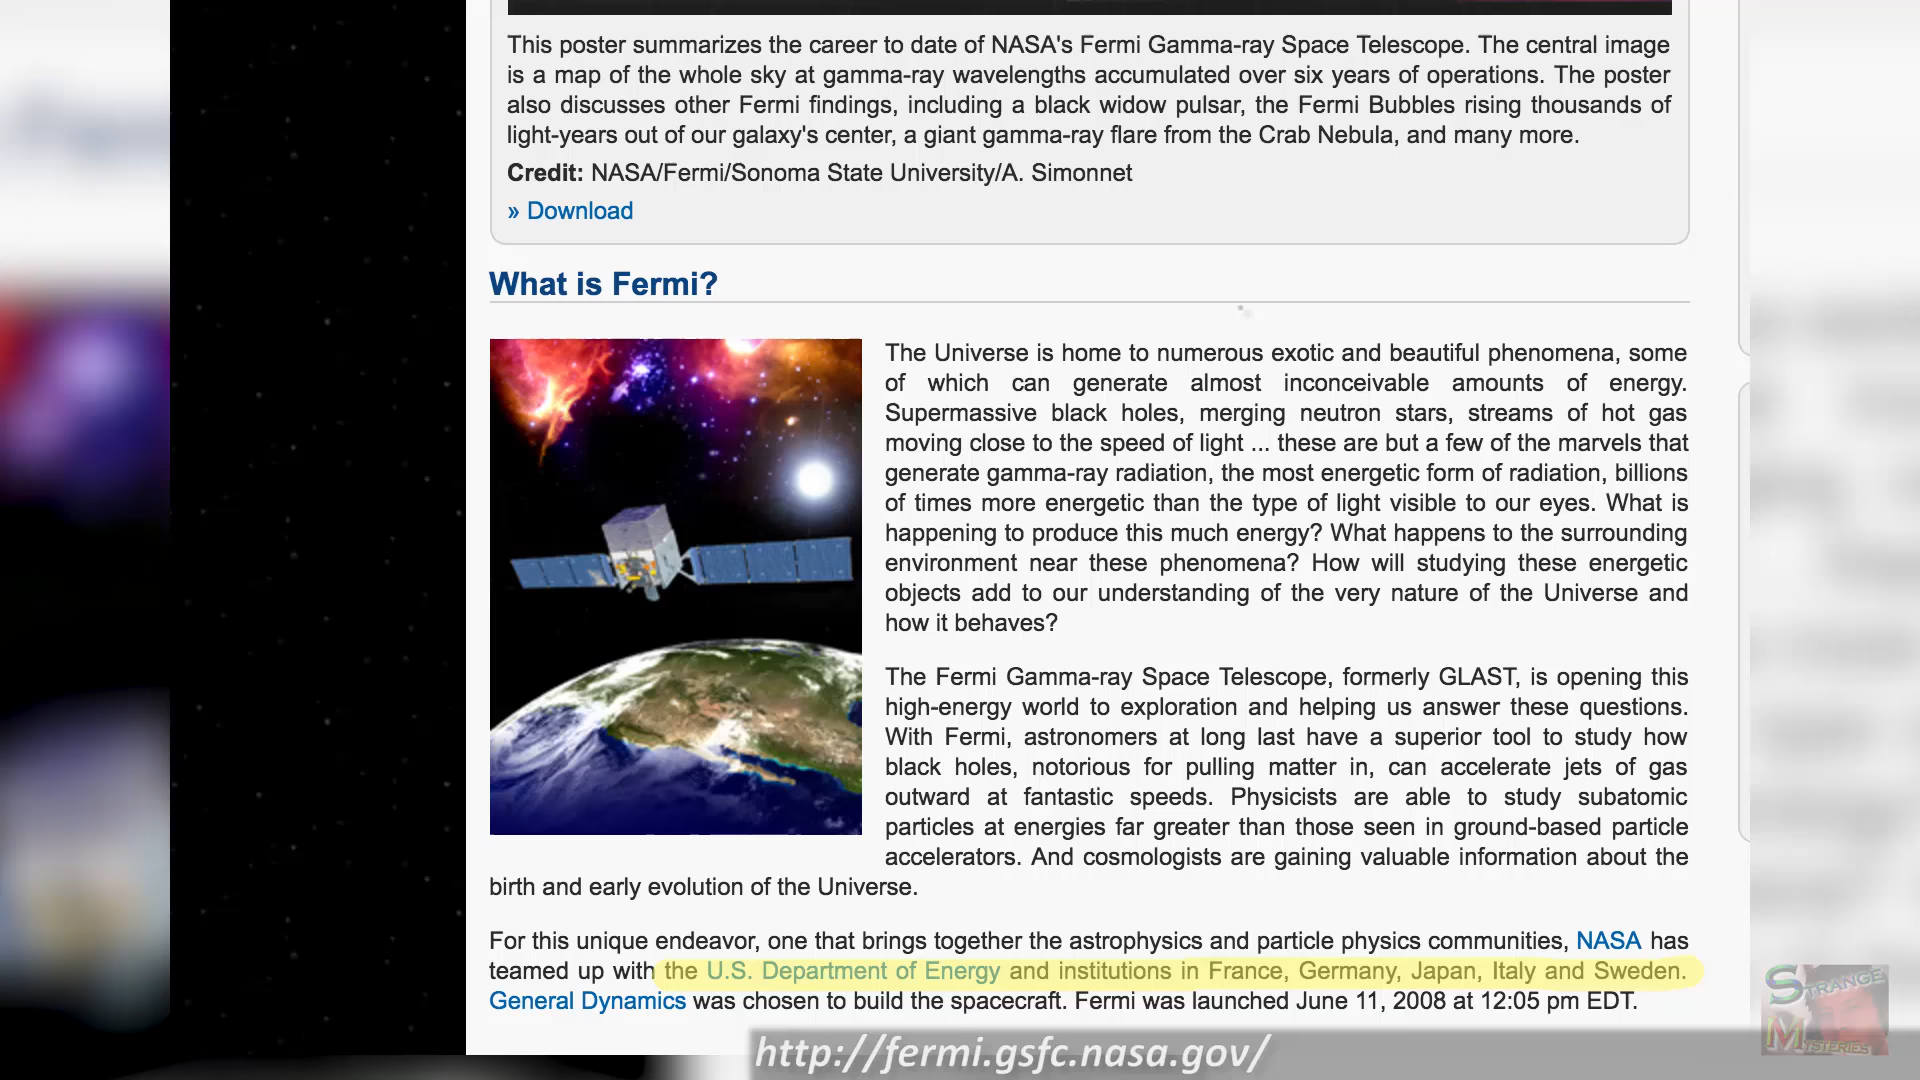 This poster summarizes the career to date of NASA's Fermi Gamma-ray Space Telescope. The central image
is a map of the whole sky at gamma-ray wavelengths accumulated over six years of operations. The poster
also discusses other Fermi findings, including a black widow pulsar, the Fermi Bubbles rising thousands of
light-years out of our galaxy's center, a giant gamma-ray flare from the Crab Nebula, and many more.
Credit: NASA/Fermi/Sonoma State University/A. Simonnet
» Download
What is Fermi?
The Universe is home to numerous exotic and beautiful phenomena, some
of which can generate almost inconceivable amounts of energy.
Supermassive black holes, merging neutron stars, streams of hot gas
moving close to the speed of light ... these are but a few of the marvels that
generate gamma-ray radiation, the most energetic form of radiation, billions
of times more energetic than the type of light visible to our eyes. What is
happening to produce this much energy? What happens to the surrounding
environment near these phenomena? How will studying these energetic
objects add to our understanding of the very nature of the Universe and
how it behaves?
The Fermi Gamma-ray Space Telescope, formerly GLAST, is opening this
high-energy world to exploration and helping us answer these questions.
With Fermi, astronomers at long last have a superior tool to study how
black holes, notorious for pulling matter in, can accelerate jets of gas
outward at fantastic speeds. Physicists are able to study subatomic
particles at energies far greater than those seen in ground-based particle
accelerators. And cosmologists are gaining valuable information about the
birth and early evolution of the Universe.
For this unique endeavor, one that brings together the astrophysics and particle physics communities, NASA has
teamed up with the U.S. Department of Energy and institutions in France, Germany, Japan, Italy and Sweden.
General Dynamics was chosen to build the spacecraft. Fermi was launched June 11, 2008 at 12:05 pm EDT.
http://fermi.gsfc.nasa.gov/
STRANGE
MYSTERIES